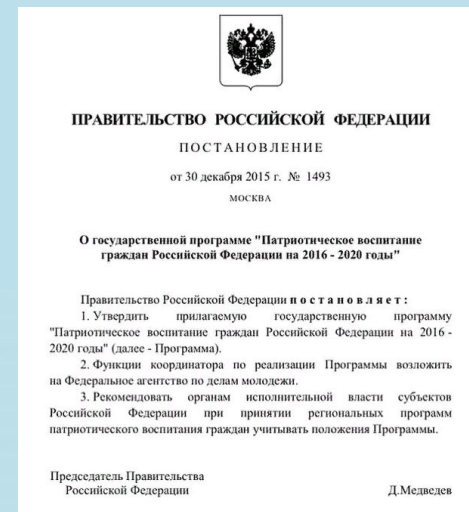 ПРАВИТЕЛЬСТВО РОССИЙСКОЙ ФЕДЕРАЦИИ
ПОСТАНОВЛЕНИЕ
от 30 декабря 2015 г. № 1493
МОСКВА
О государственной программе "Патриотическое воспитание
граждан Российской Федерации на 2016 - 2020 годы"
Правительство Российской Федерации постановляет:
1. Утвердить прилагаемую государственную программу
"Патриотическое воспитание граждан Российской Федерации на 2016 -
2020 годы" (далее - Программа).
2. Функции координатора по реализации Программы возложить
на Федеральное агентство по делам молодежи.
3. Рекомендовать органам исполнительной власти субъектов
Российской Федерации при принятии региональных программ
патриотического воспитания граждан учитывать положения Программы.
Председатель Правительства
Российской Федерации Д.Медведев